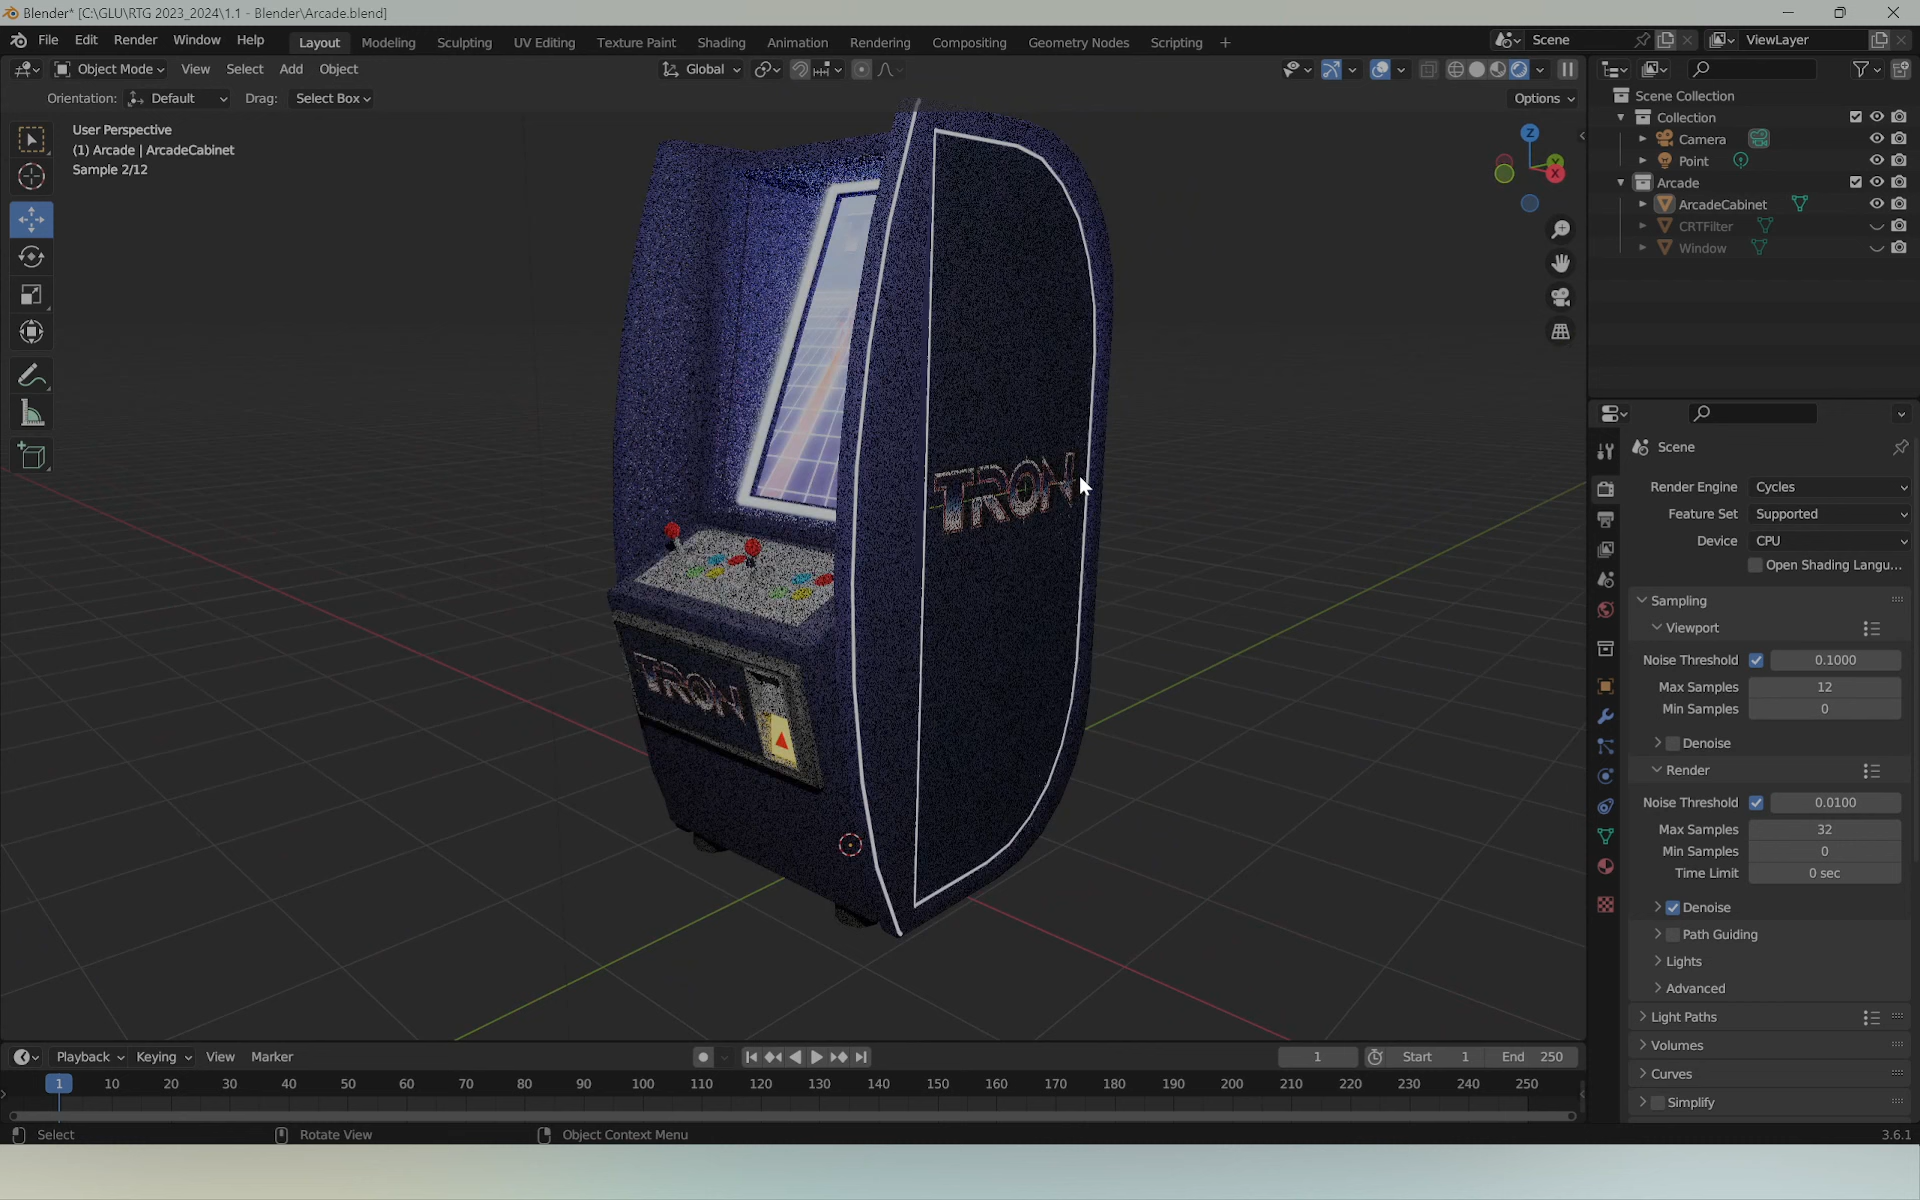 Blender* [C:\GLU\RTG 2023_2024\1.1 - Blender\Arcade.blend]
File Edit Render Window Help Layout Modeling Sculpting UV Editing Texture Paint Shading Animation Rendering Compositing Geometry Nodes Scripting + Scene ViewLayer
Object Mode View Select Add Object Global
Orientation: Default Drag: Select Box Options
User Perspective
(1) Arcade | ArcadeCabinet
Sample 2/12
Z
Y
X
TRON
TRON
Scene Collection
Collection
Camera
Point
Arcade
ArcadeCabinet
CRTFilter
Window
Scene
Render Engine Cycles
Feature Set Supported
Device CPU
Open Shading Langu...
Sampling
Viewport
Noise Threshold 0.1000
Max Samples 12
Min Samples 0
Denoise
Render
Noise Threshold 0.0100
Max Samples 32
Min Samples 0
Time Limit 0 sec
Denoise
Path Guiding
Lights
Advanced
Light Paths
Volumes
Curves
Simplify
Playback Keying View Marker 1 Start 1 End 250
1 10 20 30 40 50 60 70 80 90 100 110 120 130 140 150 160 170 180 190 200 210 220 230 240 250
Select Rotate View Object Context Menu 3.6.1